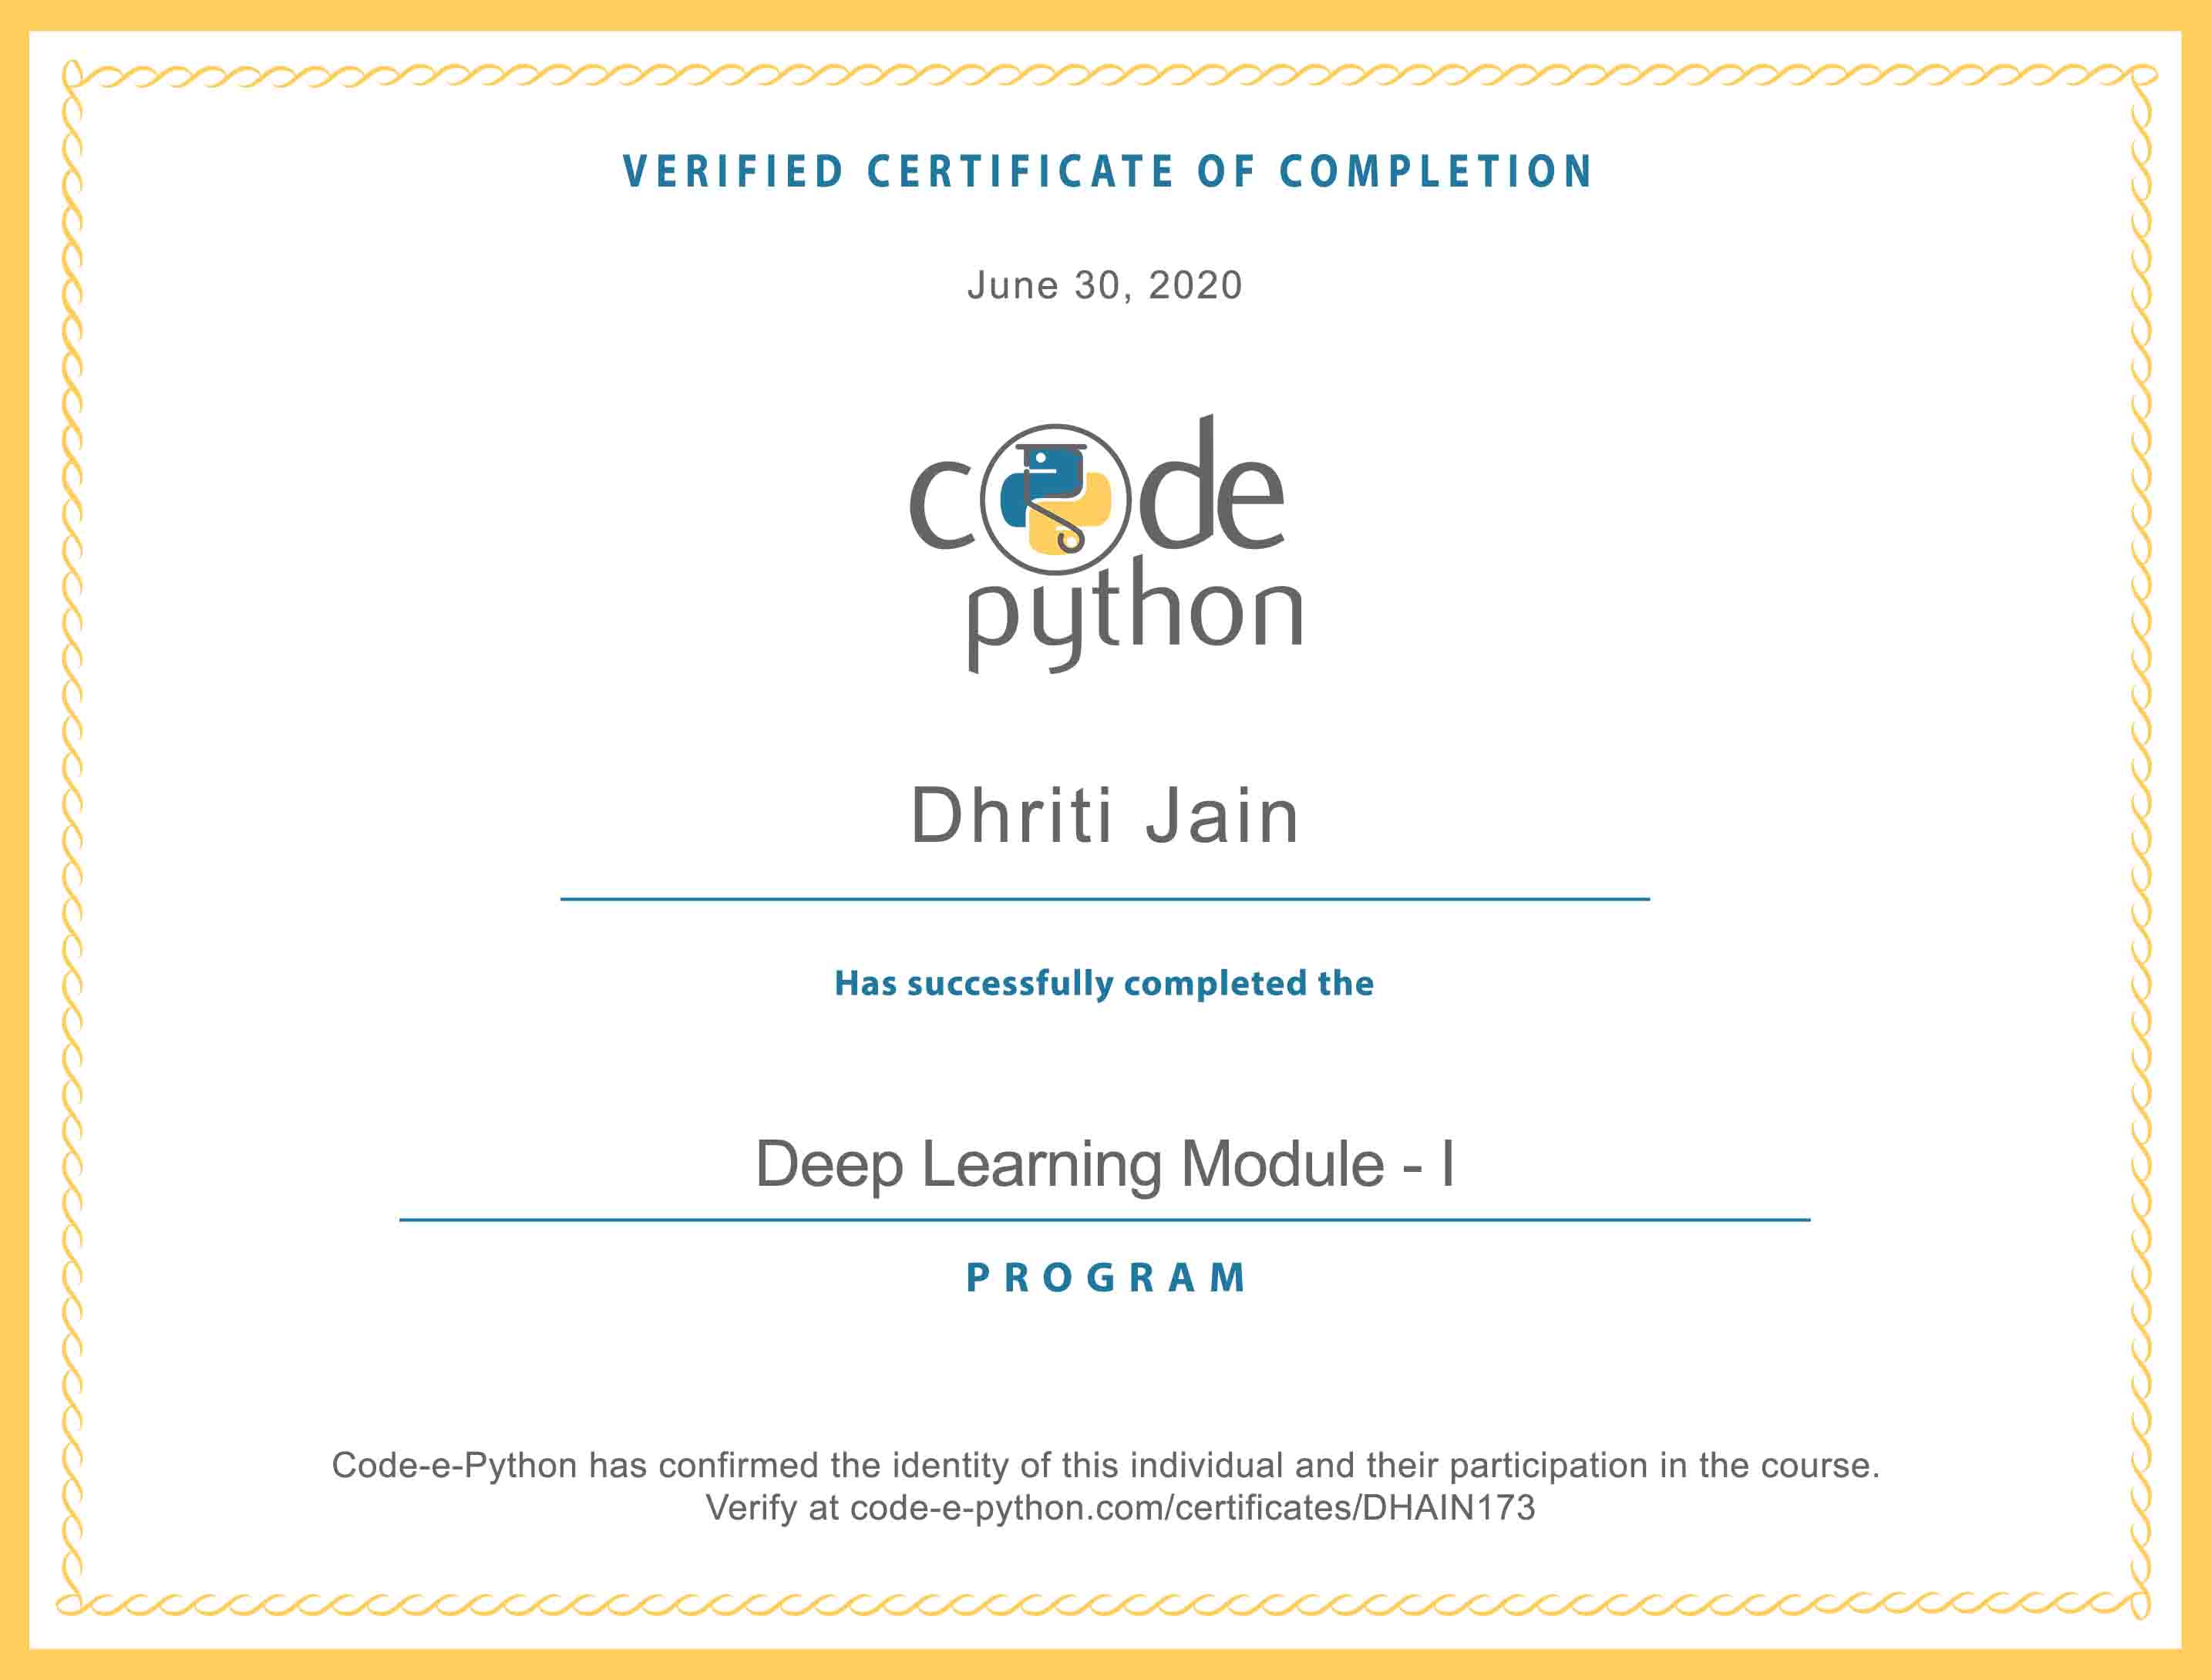 VERIFIED CERTIFICATE OF COMPLETION
June 30, 2020
code
python
Dhriti Jain
Has successfully completed the
Deep Learning Module - I
PROGRAM
Code-e-Python has confirmed the identity of this individual and their participation in the course.
Verify at code-e-python.com/certificates/DHAIN173